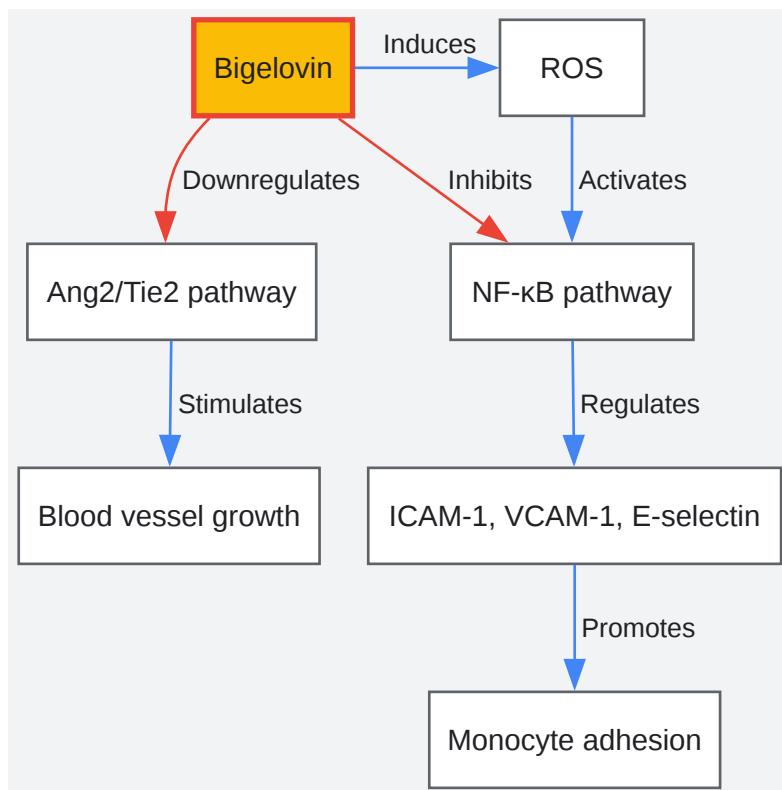 Bigelovin
Induces
ROS
Downregulates
Inhibits
Activates
Ang2/Tie2 pathway
NF-κB pathway
Stimulates
Regulates
Blood vessel growth
ICAM-1, VCAM-1, E-selectin
Promotes
Monocyte adhesion